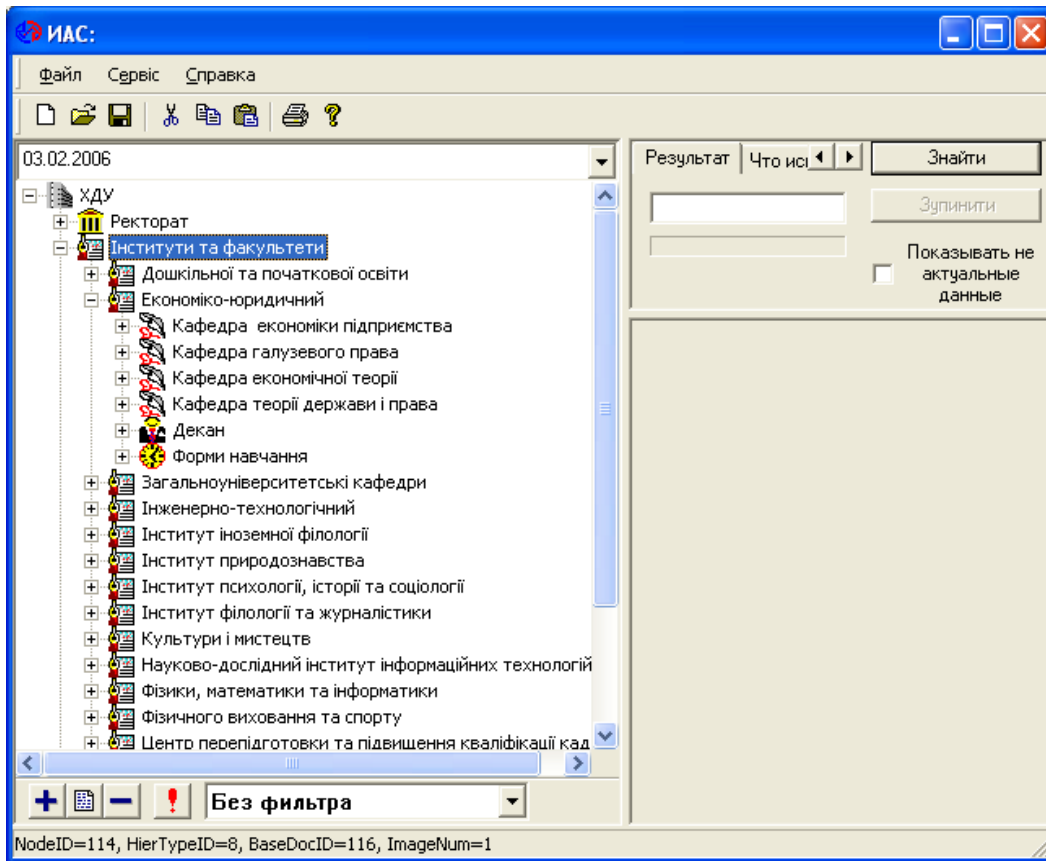 ИАС:
Файл Сервіс Справка
03.02.2006
ХДУ
Ректорат
Інститути та факультети
Дошкільної та початкової освіти
Економіко-юридичний
Кафедра економіки підприємства
Кафедра галузевого права
Кафедра економічної теорії
Кафедра теорії держави і права
Декан
Форми навчання
Загальноуніверситетські кафедри
Інженерно-технологічний
Інститут іноземної філології
Інститут природознавства
Інститут психології, історії та соціології
Інститут філології та журналістики
Культури і мистецтв
Науково-дослідний інститут інформаційних технологій
Фізики, математики та інформатики
Фізичного виховання та спорту
Центр перепідготовки та підвищення кваліфікації кад
Без фильтра
Результат Что исп
Знайти
Зупинити
Показывать не
актуальные
данные
NodeID=114, HierTypeID=8, BaseDocID=116, ImageNum=1